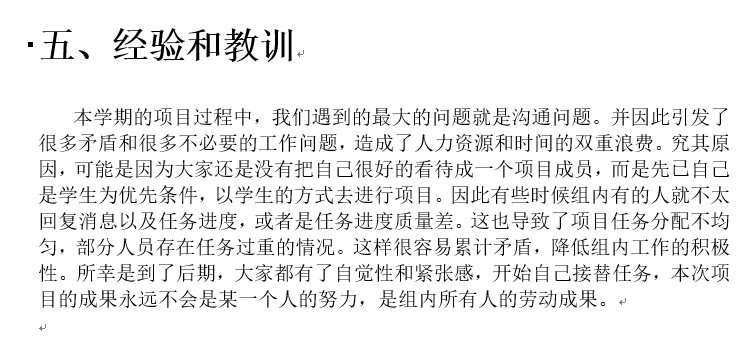 五、经验和教训
本学期的项目过程中，我们遇到的最大的问题就是沟通问题。并因此引发了
很多矛盾和很多不必要的工作问题，造成了人力资源和时间的双重浪费。究其原
因，可能是因为大家还是没有把自己很好的看待成一个项目成员，而是先已自己
是学生为优先条件，以学生的方式去进行项目。因此有些时候组内有的人就不太
回复消息以及任务进度，或者是任务进度质量差。这也导致了项目任务分配不均
匀，部分人员存在任务过重的情况。这样很容易累计矛盾，降低组内工作的积极
性。所幸是到了后期，大家都有了自觉性和紧张感，开始自己接替任务，本次项
目的成果永远不会是某一个人的努力，是组内所有人的劳动成果。